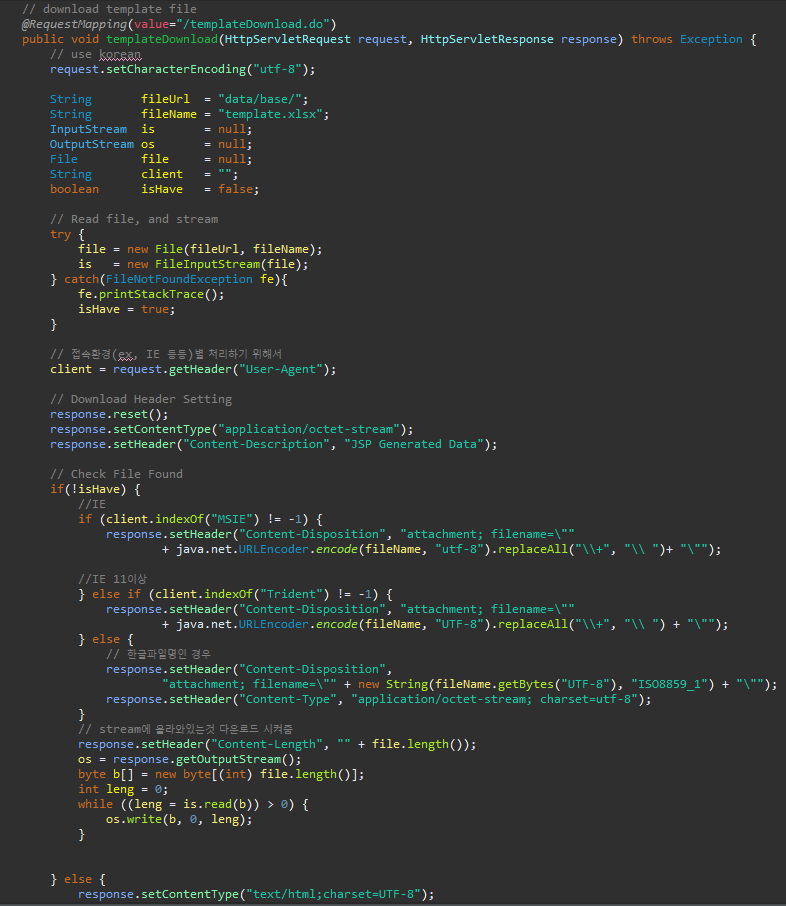 // download template file
@RequestMapping(value="/templateDownload.do")
public void templateDownload(HttpServletRequest request, HttpServletResponse response) throws Exception {
    // use korean
    request.setCharacterEncoding("utf-8");

    String       fileUrl  = "data/base/";
    String       fileName = "template.xlsx";
    InputStream  is       = null;
    OutputStream os       = null;
    File         file     = null;
    String       client   = "";
    boolean      isHave   = false;

    // Read file, and stream
    try {
        file = new File(fileUrl, fileName);
        is   = new FileInputStream(file);
    } catch(FileNotFoundException fe){
        fe.printStackTrace();
        isHave = true;
    }

    // 접속환경(ex, IE 등등)별 처리하기 위해서
    client = request.getHeader("User-Agent");

    // Download Header Setting
    response.reset();
    response.setContentType("application/octet-stream");
    response.setHeader("Content-Description", "JSP Generated Data");

    // Check File Found
    if(!isHave) {
        //IE
        if (client.indexOf("MSIE") != -1) {
            response.setHeader("Content-Disposition", "attachment; filename=\""
                    + java.net.URLEncoder.encode(fileName, "utf-8").replaceAll("\\+", "\\ ")+ "\"");

        //IE 11이상
        } else if (client.indexOf("Trident") != -1) {
            response.setHeader("Content-Disposition", "attachment; filename=\""
                    + java.net.URLEncoder.encode(fileName, "UTF-8").replaceAll("\\+", "\\ ") + "\"");
        } else {
            // 한글파일명인 경우
            response.setHeader("Content-Disposition",
                    "attachment; filename=\"" + new String(fileName.getBytes("UTF-8"), "ISO8859_1") + "\"");
            response.setHeader("Content-Type", "application/octet-stream; charset=utf-8");
        }
        // stream에 올라와있는것 다운로드 시켜줌
        response.setHeader("Content-Length", "" + file.length());
        os = response.getOutputStream();
        byte b[] = new byte[(int) file.length()];
        int leng = 0;
        while ((leng = is.read(b)) > 0) {
            os.write(b, 0, leng);
        }


    } else {
        response.setContentType("text/html;charset=UTF-8");